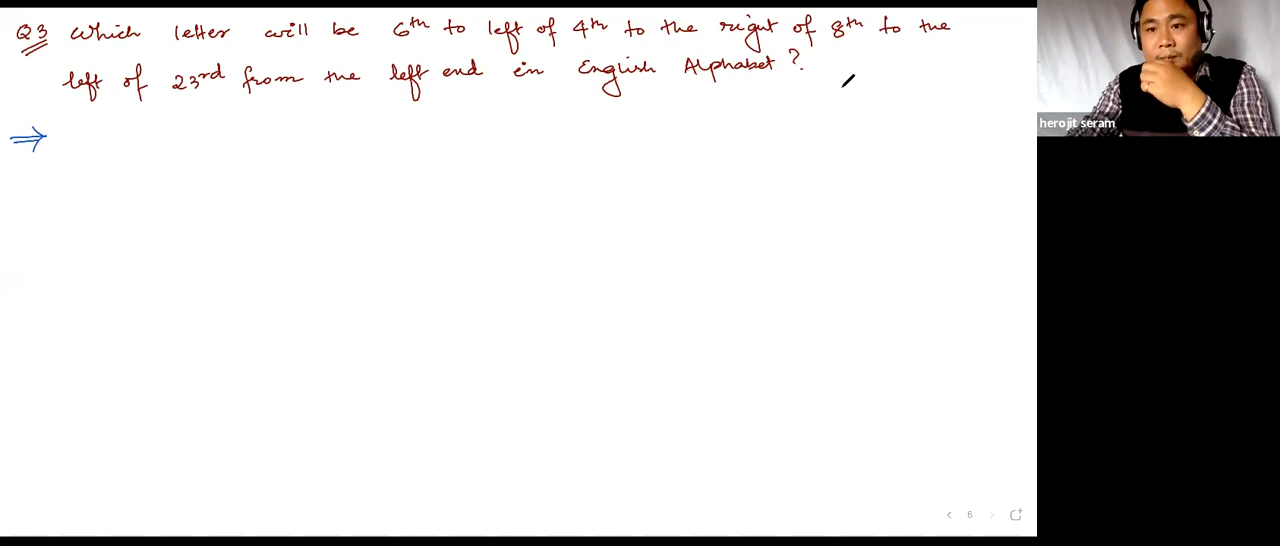 Q3 Which letter will be 6th to left of 4th to the right of 8th to the
left of 23rd from the left end in English Alphabet ?
⇒
herojit seram
6